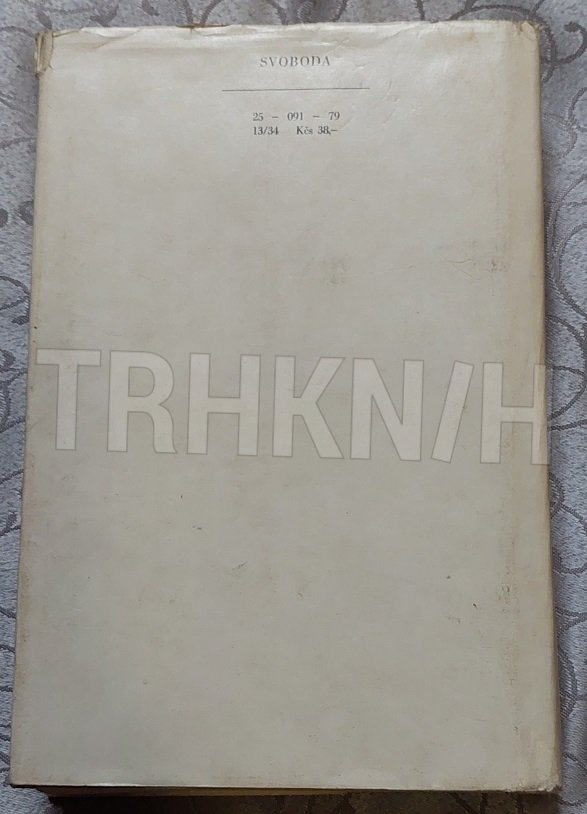 SVOBODA
25 – 091 – 79
13/34 Kčs 38,–
TRHKN/H